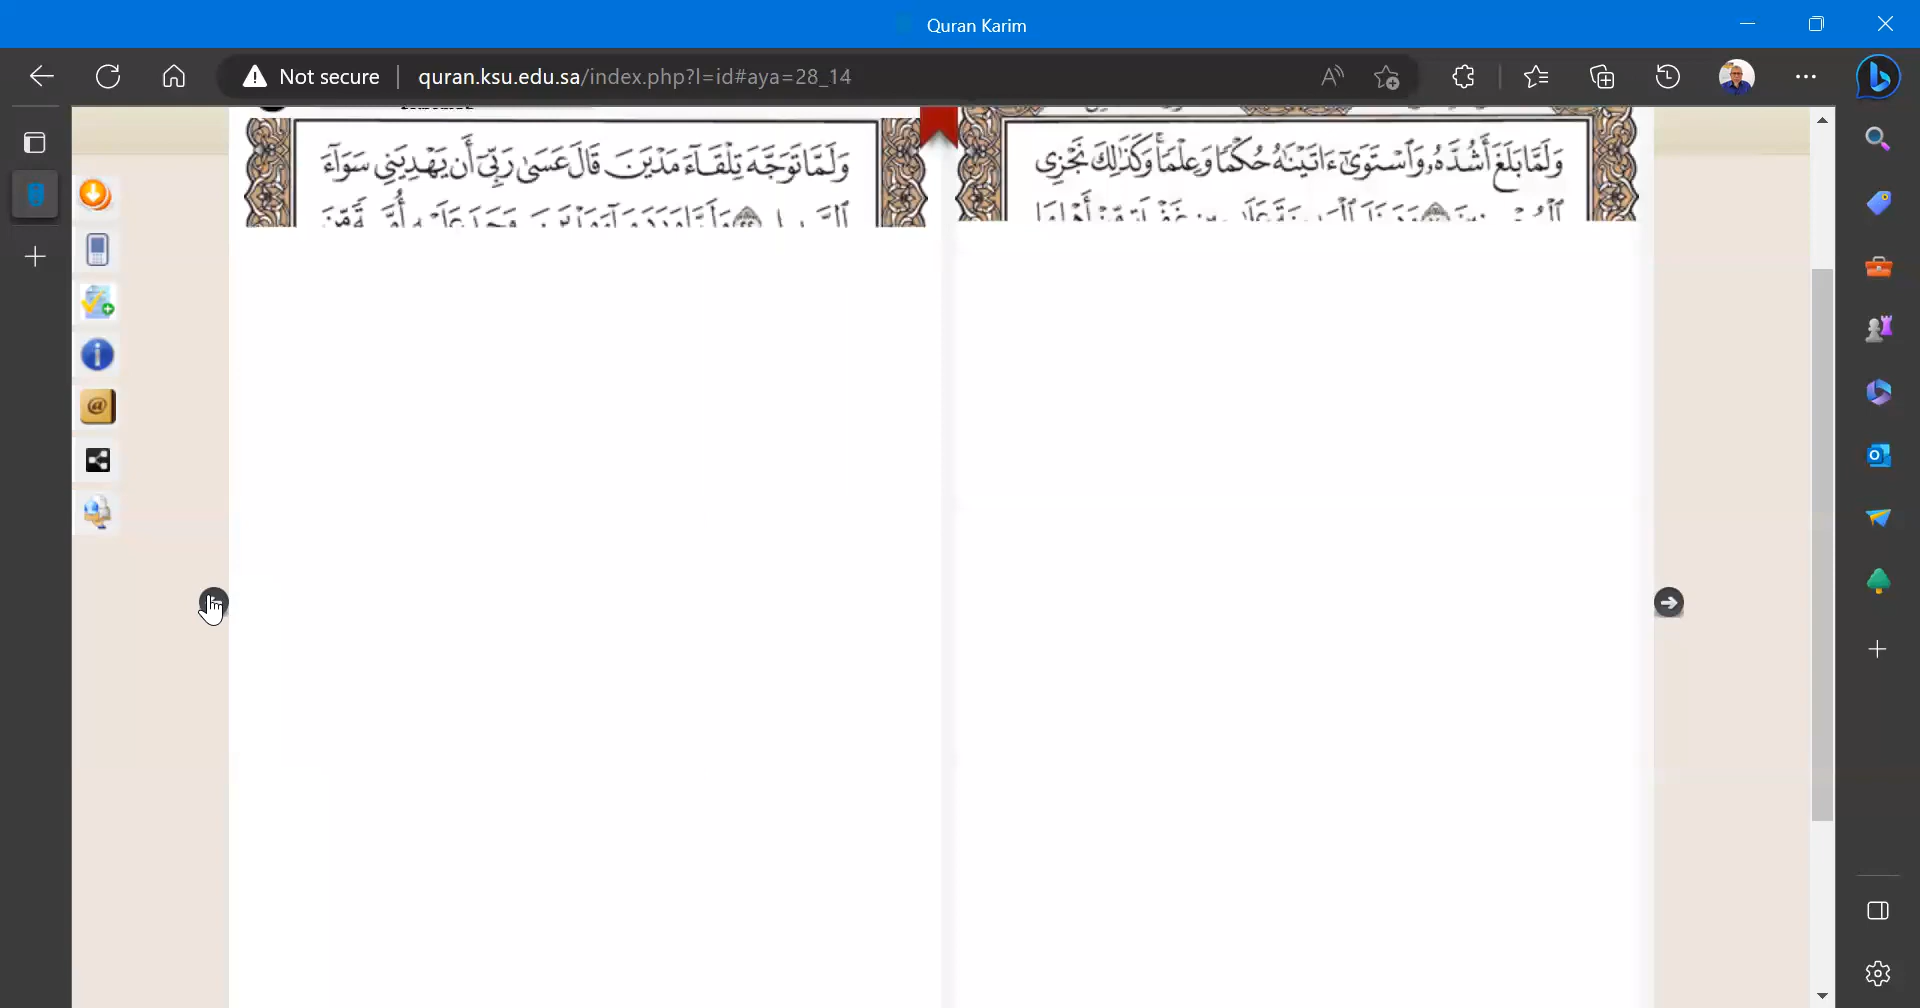 Quran Karim
Not secure
quran.ksu.edu.sa/index.php?l=id#aya=28_14
وَلَمَّا بَلَغَ أَشُدَّهُۥ وَٱسْتَوَىٰٓ ءَاتَيْنَٰهُ حُكْمًا وَعِلْمًا ۚ وَكَذَٰلِكَ نَجْزِى
وَلَمَّا تَوَجَّهَ تِلْقَآءَ مَدْيَنَ قَالَ عَسَىٰ رَبِّىٓ أَن يَهْدِيَنِى سَوَآءَ